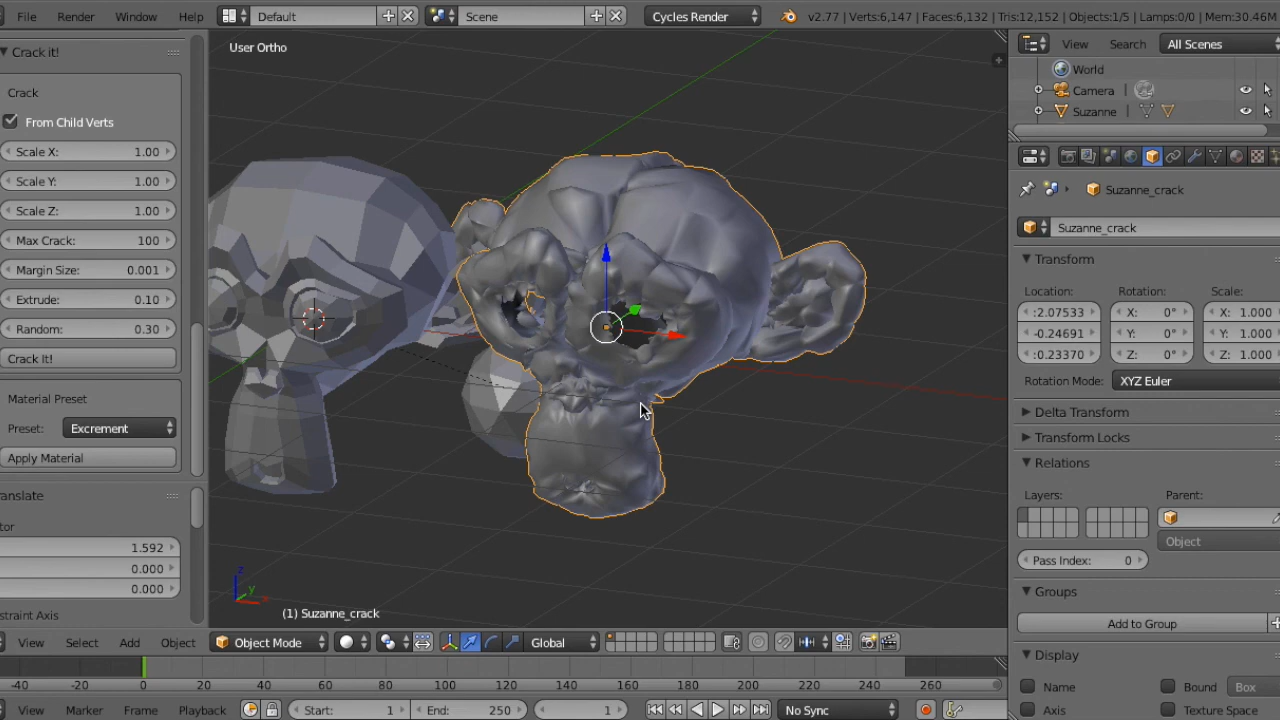 File Render Window Help Default Scene Cycles Render v2.77 | Verts:6,147 | Faces:6,132 | Tris:12,152 | Objects:1/5 | Lamps:0/0 | Mem:30.46M
Crack it!
Crack
From Child Verts
Scale X: 1.00
Scale Y: 1.00
Scale Z: 1.00
Max Crack: 100
Margin Size: 0.001
Extrude: 0.10
Random: 0.30
Crack It!
Material Preset
Preset: Excrement
Apply Material
anslate
tor
1.592
0.000
0.000
straint Axis
User Ortho
z
y
x
(1) Suzanne_crack
View Search All Scenes
World
Camera
Suzanne
Suzanne_crack
Suzanne_crack
Transform
Location: Rotation: Scale:
:2.07533 X: 0° X: 1.000
-0.24691 Y: 0° Y: 1.000
-0.23370 Z: 0° Z: 1.000
Rotation Mode: XYZ Euler
Delta Transform
Transform Locks
Relations
Layers: Parent:
Object
Pass Index: 0
Groups
Add to Group
Display
Name Bound Box
Axis Texture Space
View Select Add Object Object Mode Global
-40 -20 0 20 40 60 80 100 120 140 160 180 200 220 240 260
View Marker Frame Playback Start: 1 End: 250 1 No Sync